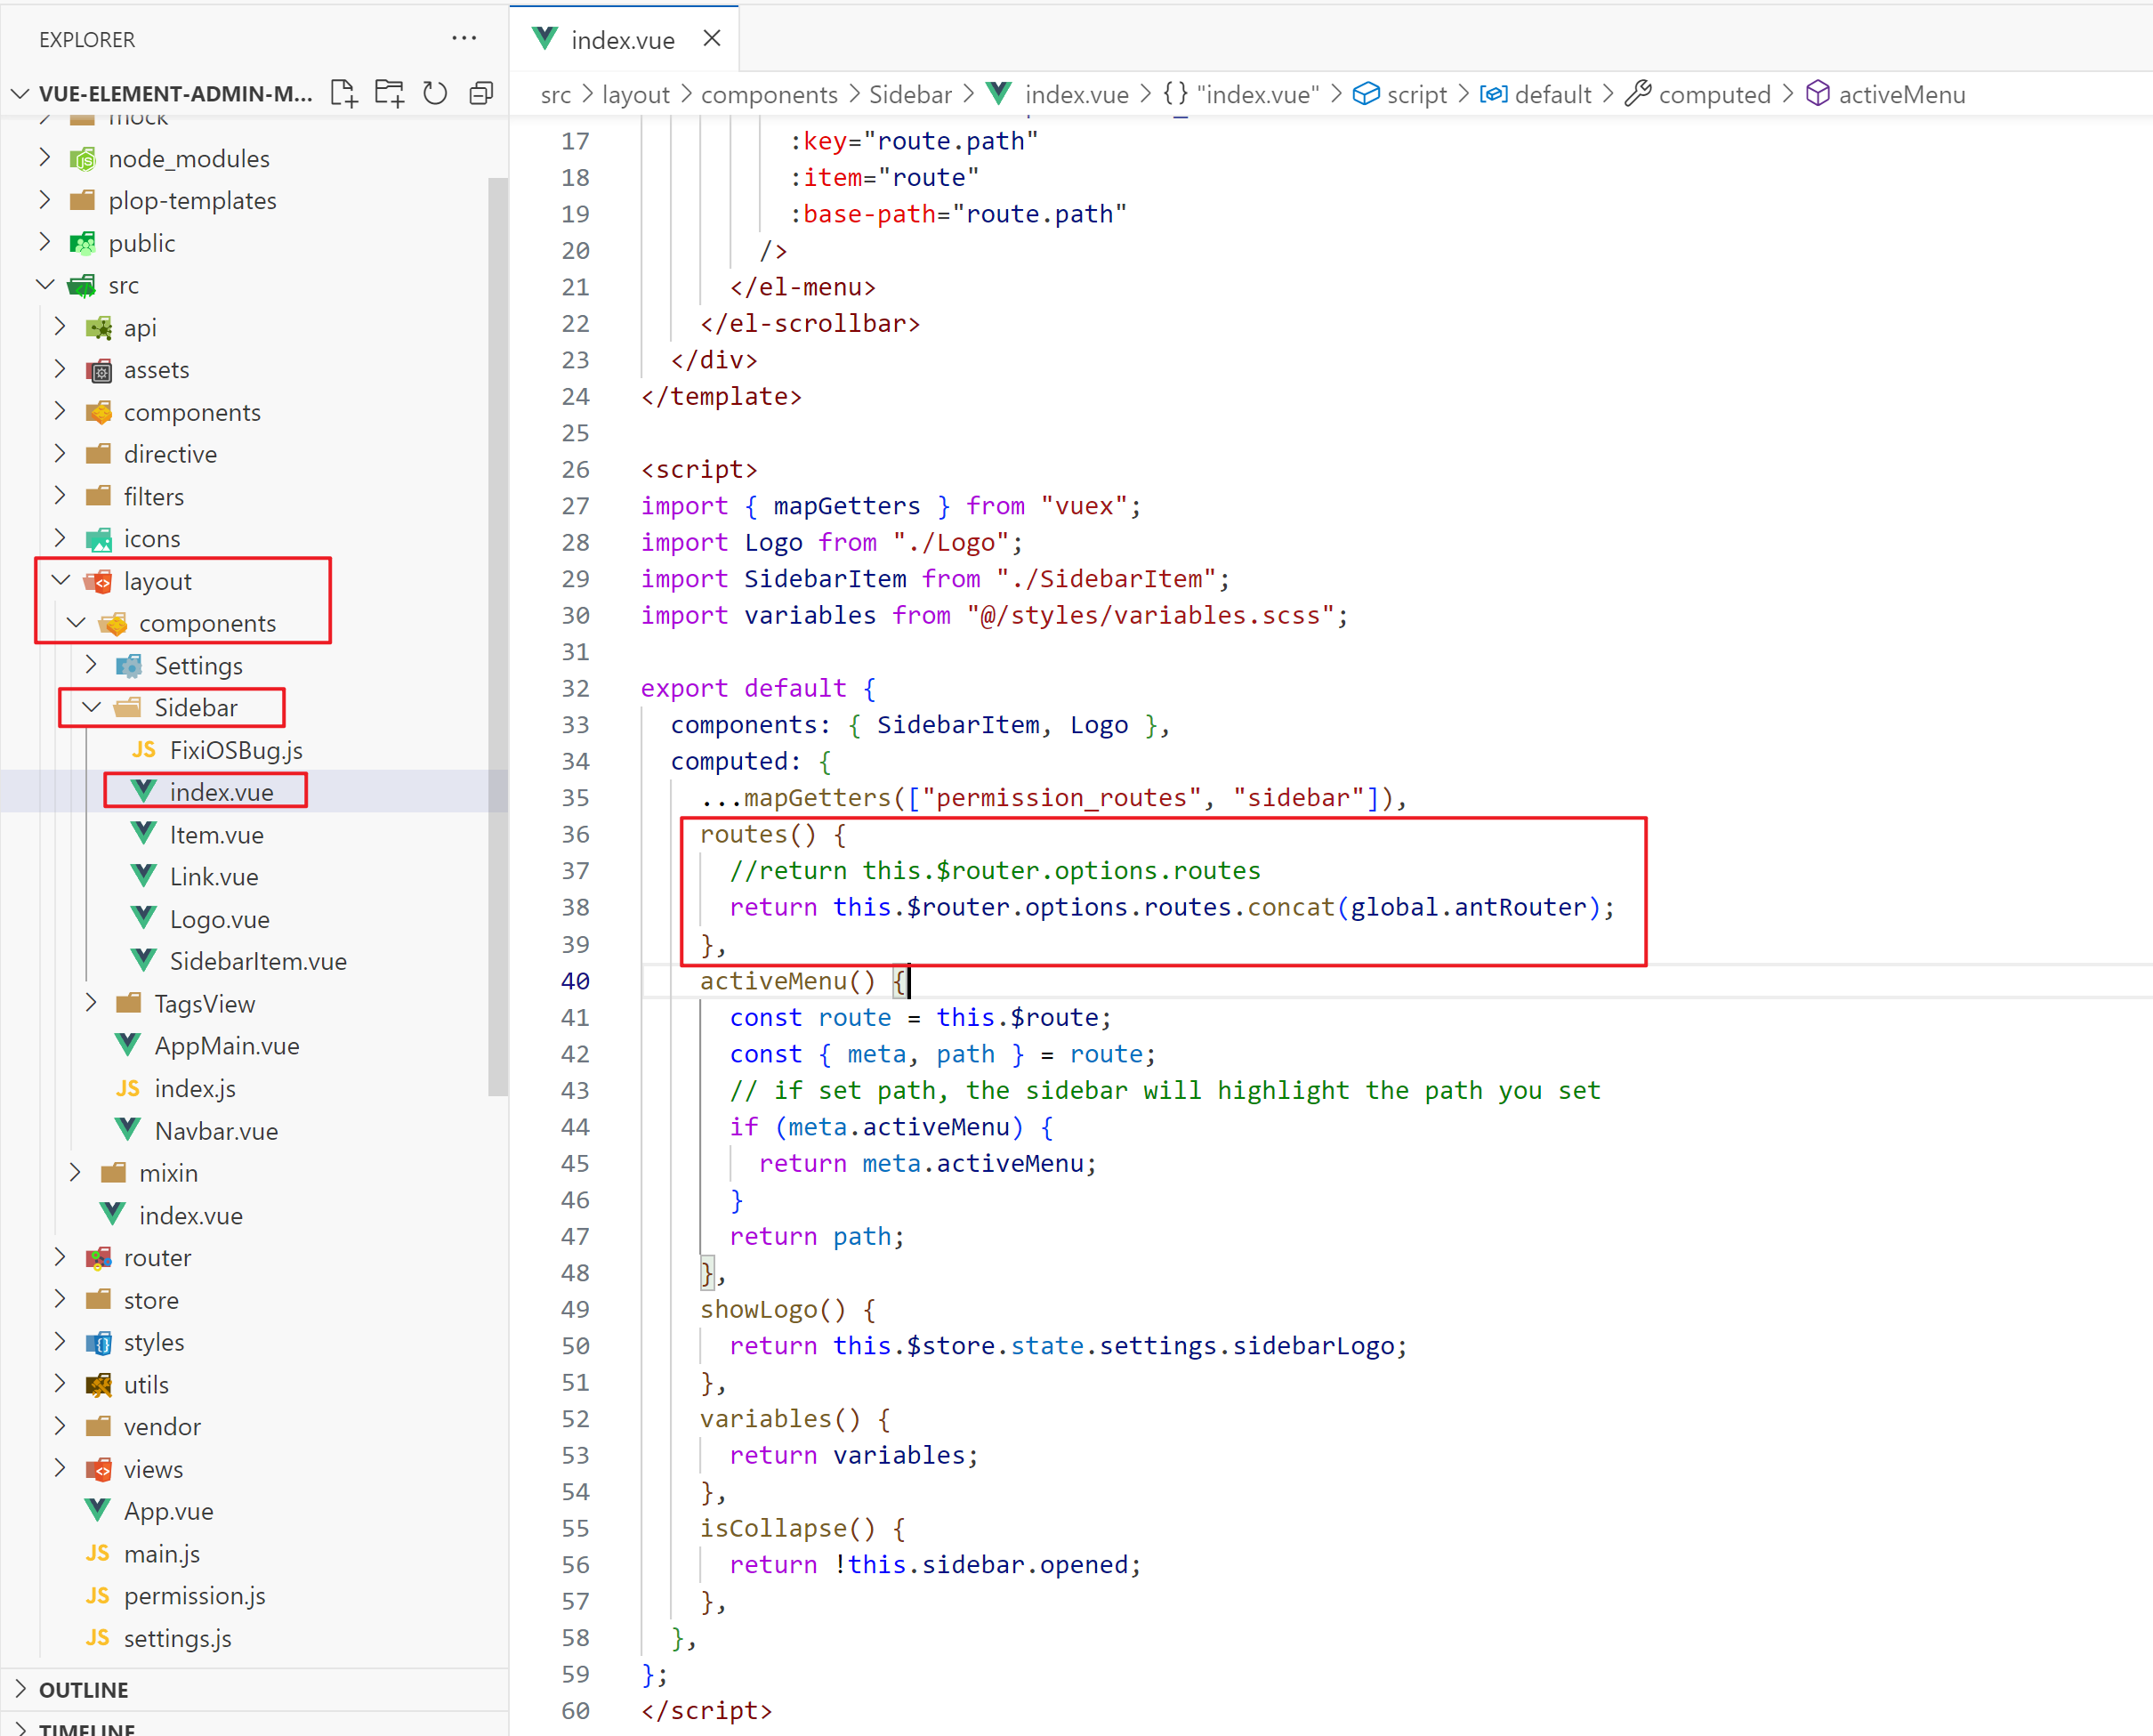 EXPLORER
···
VUE-ELEMENT-ADMIN-M...
mock
node_modules
plop-templates
public
src
api
assets
components
directive
filters
icons
layout
components
Settings
Sidebar
JS FixiOSBug.js
index.vue
Item.vue
Link.vue
Logo.vue
SidebarItem.vue
TagsView
AppMain.vue
JS index.js
Navbar.vue
mixin
index.vue
router
store
styles
utils
vendor
views
App.vue
JS main.js
JS permission.js
JS settings.js
OUTLINE
TIMELINE
index.vue
src > layout > components > Sidebar > index.vue > {} "index.vue" > script > default > computed > activeMenu
17 :key="route.path"
18 :item="route"
19 :base-path="route.path"
20 />
21 </el-menu>
22 </el-scrollbar>
23 </div>
24 </template>
25
26 <script>
27 import { mapGetters } from "vuex";
28 import Logo from "./Logo";
29 import SidebarItem from "./SidebarItem";
30 import variables from "@/styles/variables.scss";
31
32 export default {
33 components: { SidebarItem, Logo },
34 computed: {
35 ...mapGetters(["permission_routes", "sidebar"]),
36 routes() {
37 //return this.$router.options.routes
38 return this.$router.options.routes.concat(global.antRouter);
39 },
40 activeMenu() {
41 const route = this.$route;
42 const { meta, path } = route;
43 // if set path, the sidebar will highlight the path you set
44 if (meta.activeMenu) {
45 return meta.activeMenu;
46 }
47 return path;
48 },
49 showLogo() {
50 return this.$store.state.settings.sidebarLogo;
51 },
52 variables() {
53 return variables;
54 },
55 isCollapse() {
56 return !this.sidebar.opened;
57 },
58 },
59 };
60 </script>